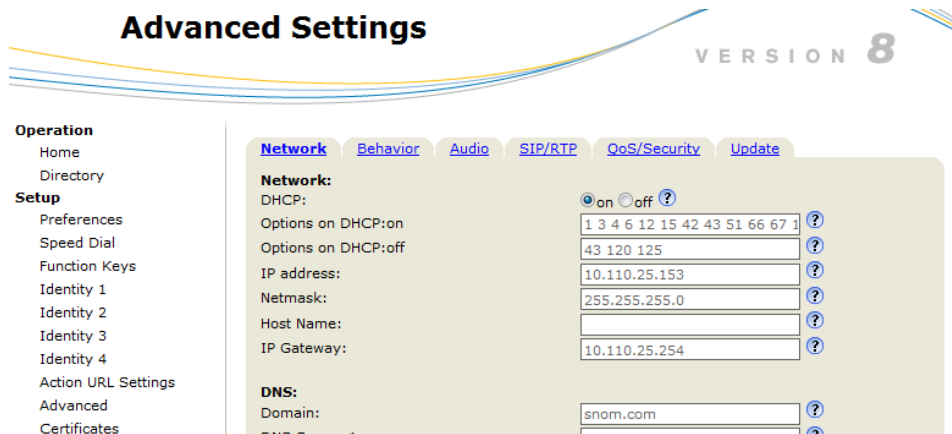 Advanced Settings
VERSION 8
Operation
Home
Directory
Setup
Preferences
Speed Dial
Function Keys
Identity 1
Identity 2
Identity 3
Identity 4
Action URL Settings
Advanced
Certificates
Network Behavior Audio SIP/RTP QoS/Security Update
Network:
DHCP: on off ?
Options on DHCP:on 1 3 4 6 12 15 42 43 51 66 67 1 ?
Options on DHCP:off 43 120 125 ?
IP address: 10.110.25.153 ?
Netmask: 255.255.255.0 ?
Host Name: ?
IP Gateway: 10.110.25.254 ?
DNS:
Domain: snom.com ?